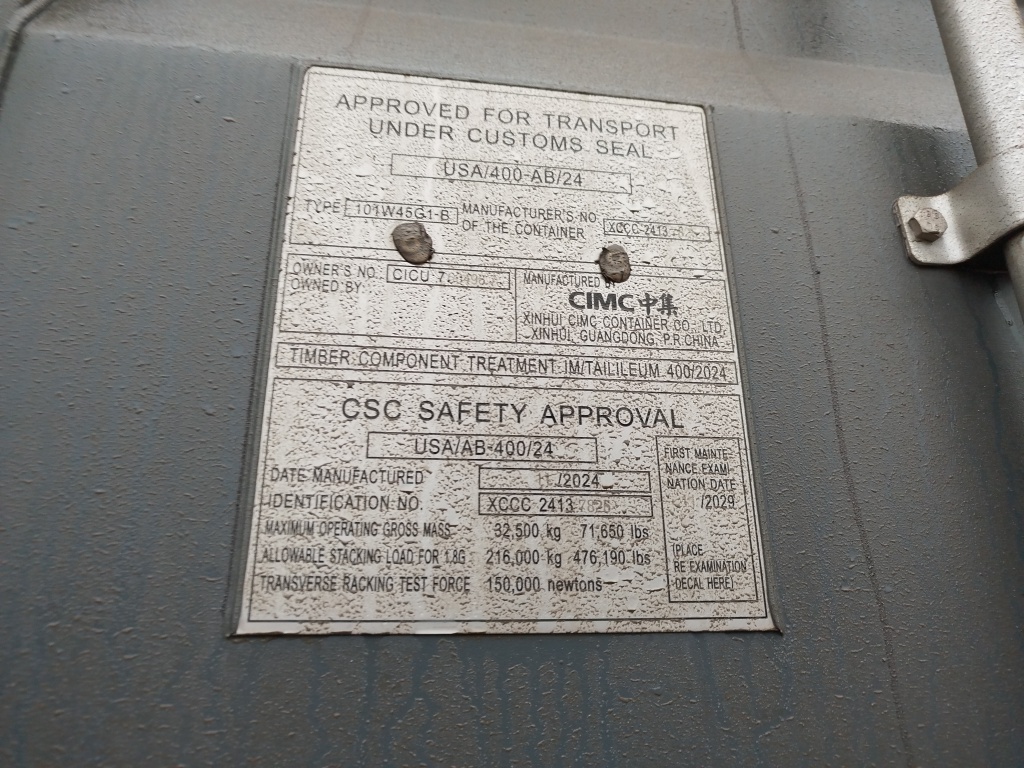 APPROVED FOR TRANSPORT
UNDER CUSTOMS SEAL
USA/400-AB/24
TYPE 101W45G1-B
MANUFACTURER'S NO.
OF THE CONTAINER
XCCC-2413
OWNER'S NO. CICU 7
OWNED BY
MANUFACTURED BY
CIMC 中集
XINHUI CIMC CONTAINER CO., LTD.
XINHUI, GUANGDONG, P.R.CHINA
TIMBER COMPONENT TREATMENT IM/TAILILEUM 400/2024
CSC SAFETY APPROVAL
USA/AB-400/24
DATE MANUFACTURED /2024
IDENTIFICATION NO. XCCC 2413
MAXIMUM OPERATING GROSS MASS 32,500 kg 71,650 lbs
ALLOWABLE STACKING LOAD FOR 1.8G 216,000 kg 476,190 lbs
TRANSVERSE RACKING TEST FORCE 150,000 newtons
FIRST MAINTE-
NANCE EXAMI-
NATION DATE
/2029
(PLACE
RE EXAMINATION
DECAL HERE)